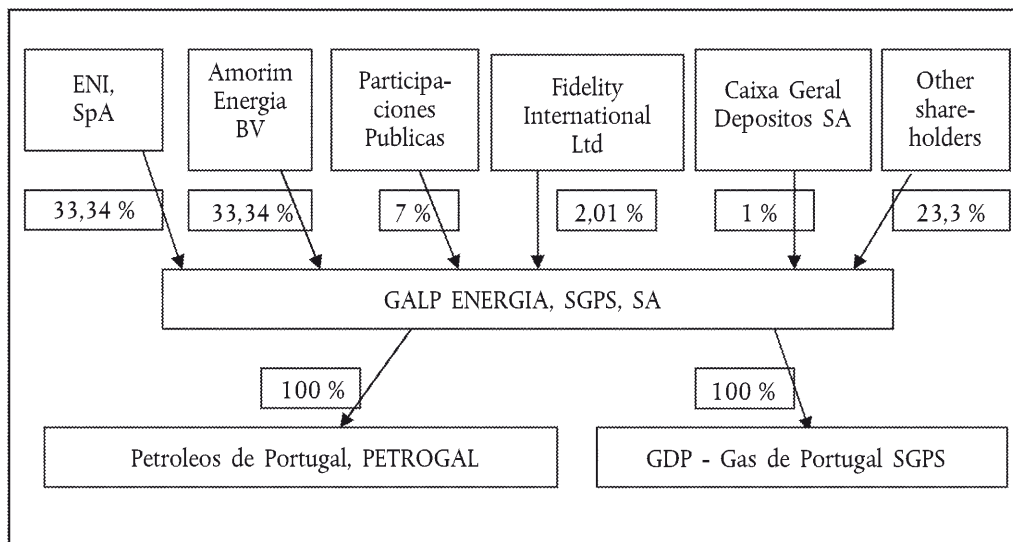 ENI,
SpA
Amorim
Energia
BV
Participa-
ciones
Publicas
Fidelity
International
Ltd
Caixa Geral
Depositos SA
Other
share-
holders
33,34 %
33,34 %
7 %
2,01 %
1 %
23,3 %
GALP ENERGIA, SGPS, SA
100 %
100 %
Petroleos de Portugal, PETROGAL
GDP - Gas de Portugal SGPS